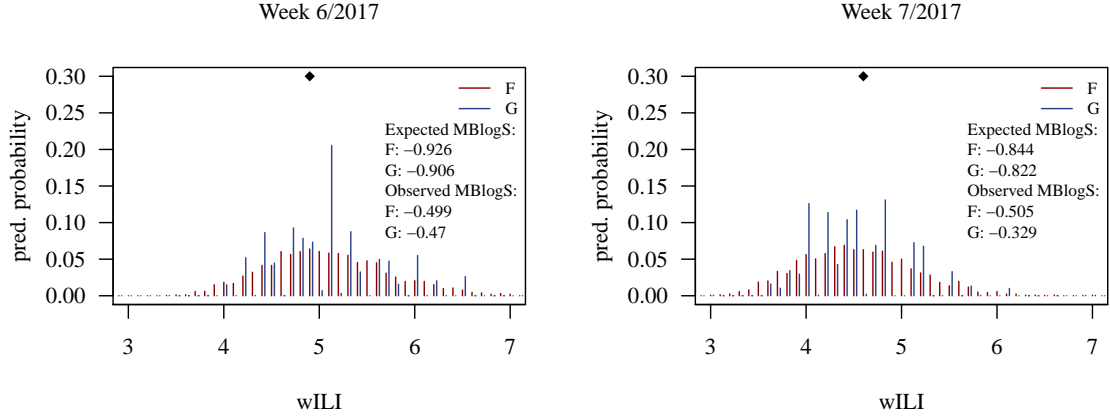 Week 6/2017
0.30
0.25
0.20
0.15
0.10
0.05
0.00
pred. probability
F
G
Expected MBlogS:
F: −0.926
G: −0.906
Observed MBlogS:
F: −0.499
G: −0.47
3 4 5 6 7
wILI
Week 7/2017
0.30
0.25
0.20
0.15
0.10
0.05
0.00
pred. probability
F
G
Expected MBlogS:
F: −0.844
G: −0.822
Observed MBlogS:
F: −0.505
G: −0.329
3 4 5 6 7
wILI